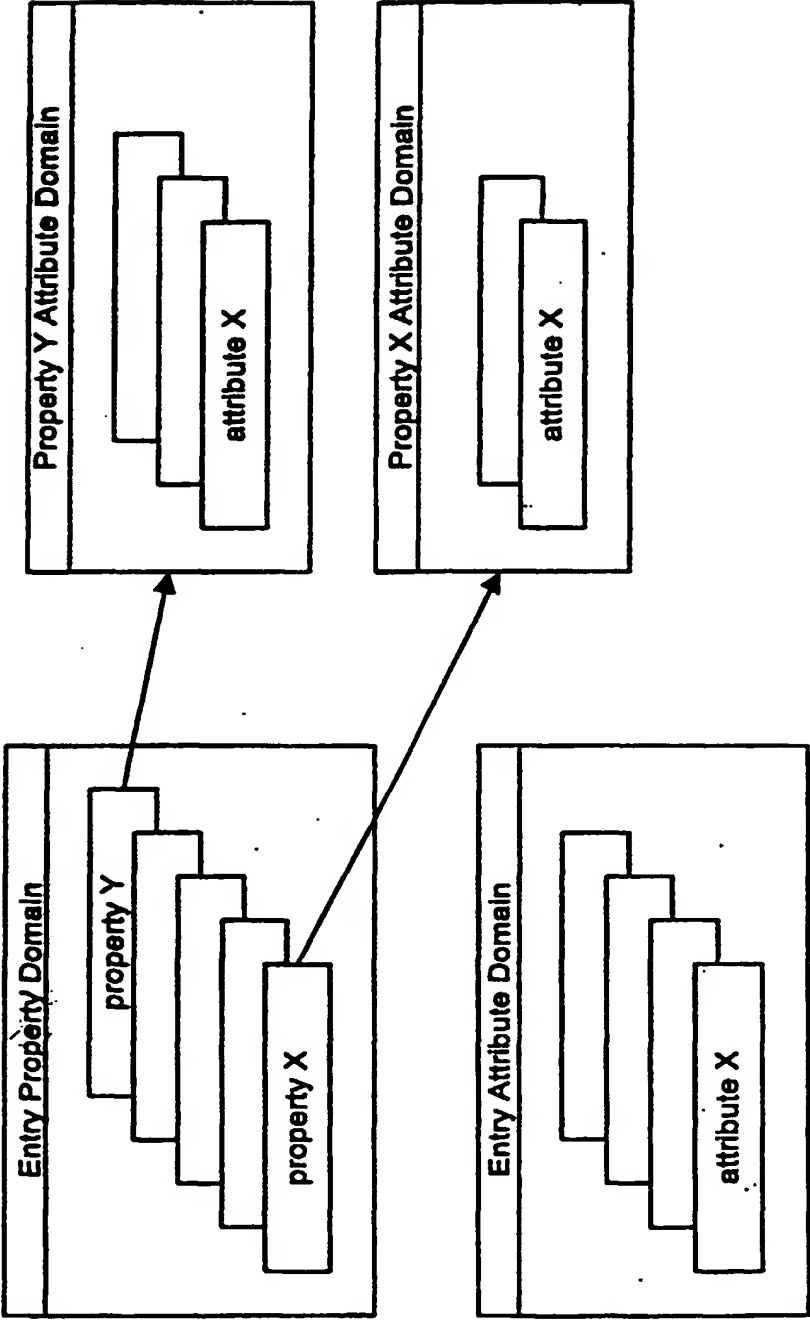 Entry Property Domain
property Y
property X
Property Y Attribute Domain
attribute X
Entry Attribute Domain
attribute X
Property X Attribute Domain
attribute X